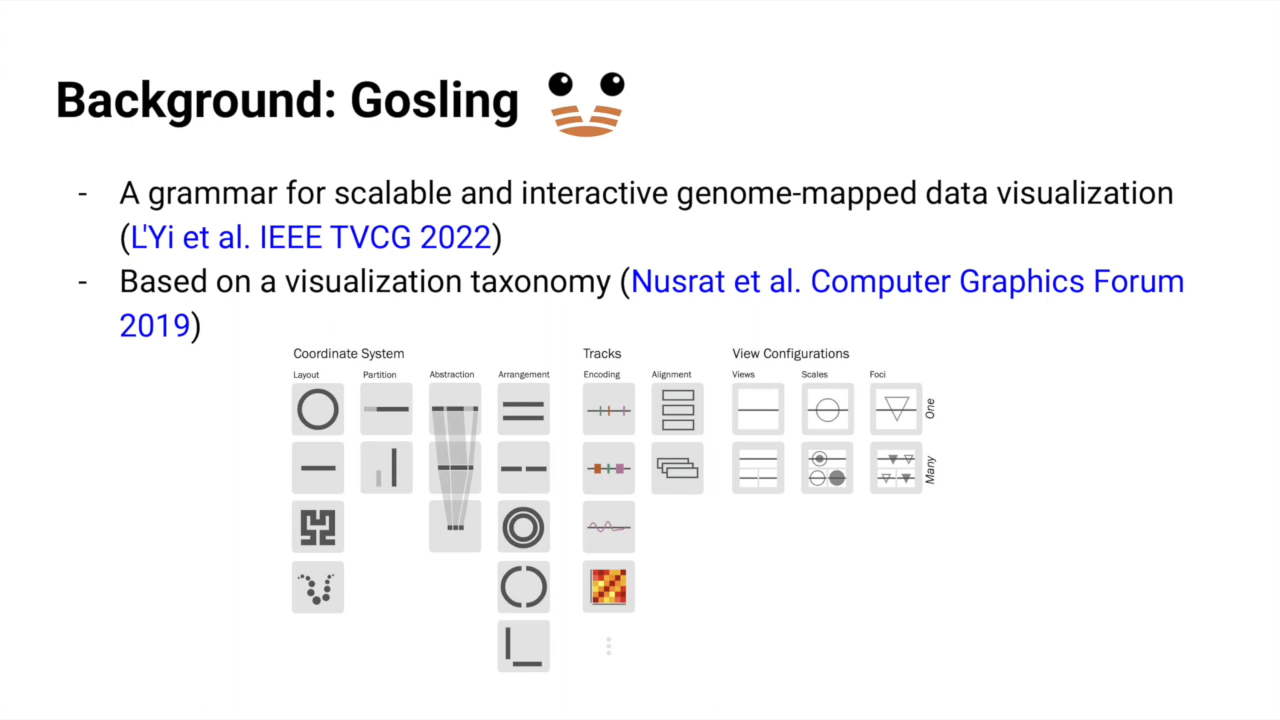 Background: Gosling
- A grammar for scalable and interactive genome-mapped data visualization
(L'Yi et al. IEEE TVCG 2022)
- Based on a visualization taxonomy (Nusrat et al. Computer Graphics Forum
2019)
Coordinate System Tracks View Configurations
Layout Partition Abstraction Arrangement Encoding Alignment Views Scales Foci
One
Many